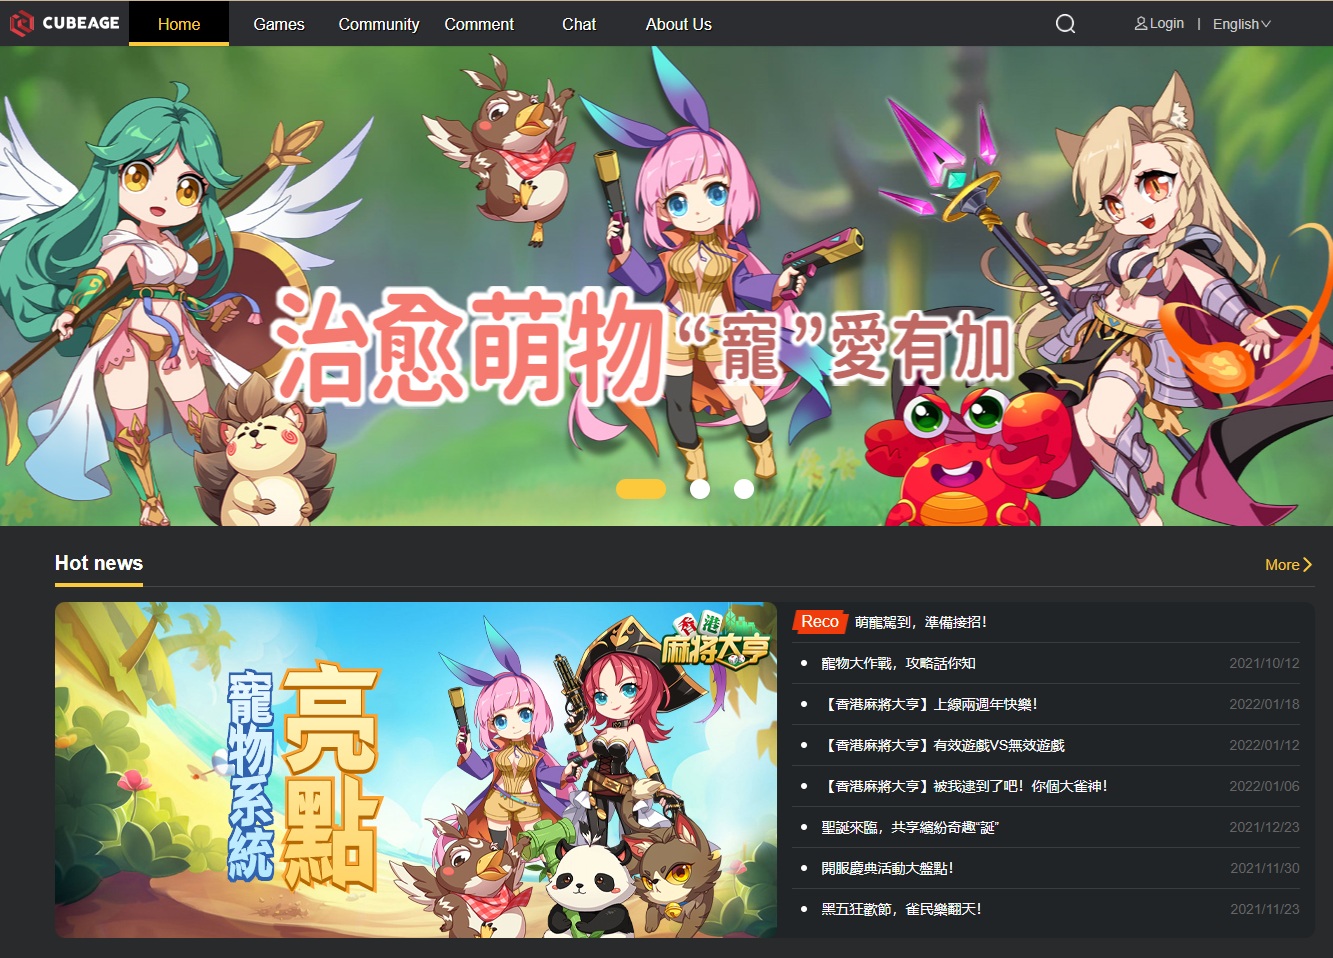 CUBEAGE
Home
Games
Community
Comment
Chat
About Us
Login | English
治愈萌物“寵”愛有加
Hot news
More
香港
麻將大亨
亮點
寵物系統
Reco 萌寵駕到，準備接招！
寵物大作戰，攻略話你知 2021/10/12
【香港麻將大亨】上線兩週年快樂！ 2022/01/18
【香港麻將大亨】有效遊戲VS無效遊戲 2022/01/12
【香港麻將大亨】被我逮到了吧！你個大雀神！ 2022/01/06
聖誕來臨，共享繽紛奇趣“誕” 2021/12/23
開服慶典活動大盤點！ 2021/11/30
黑五狂歡節，雀民樂翻天！ 2021/11/23